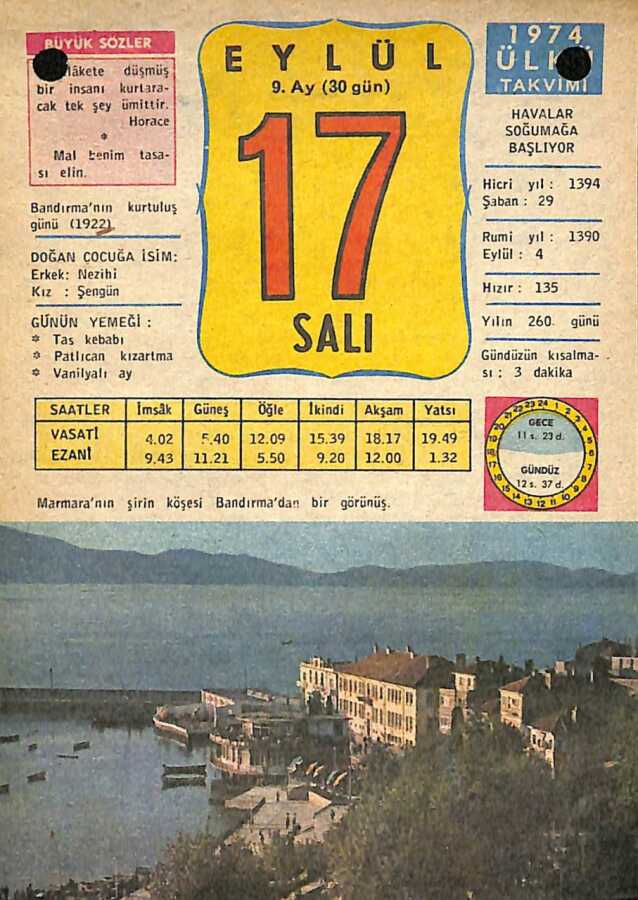 BÜYÜK SÖZLER
lâkete düşmüş
bir insanı kurtara-
cak tek şey ümittir.
Horace
*
Mal benim tasa-
sı elin.
Bandırma'nın kurtuluş
günü (1922)
DOĞAN ÇOCUĞA İSİM:
Erkek: Nezihi
Kız : Şengün
GÜNÜN YEMEĞİ :
* Tas kebabı
* Patlıcan kızartma
* Vanilyalı ay
EYLÜL
9. Ay (30 gün)
17
SALI
1974
ÜLKÜ
TAKVİMİ
HAVALAR
SOĞUMAĞA
BAŞLIYOR
Hicri yıl : 1394
Şaban : 29
Rumi yıl : 1390
Eylül : 4
Hızır : 135
Yılın 260. günü
Gündüzün kısalma-
sı : 3 dakika
SAATLER İmsâk Güneş Öğle İkindi Akşam Yatsı
VASATİ 4.02 5.40 12.09 15.39 18.17 19.49
EZANİ 9.43 11.21 5.50 9.20 12.00 1.32
GECE
11 s. 23 d.
GÜNDÜZ
12 s. 37 d.
Marmara'nın şirin köşesi Bandırma'dan bir görünüş.